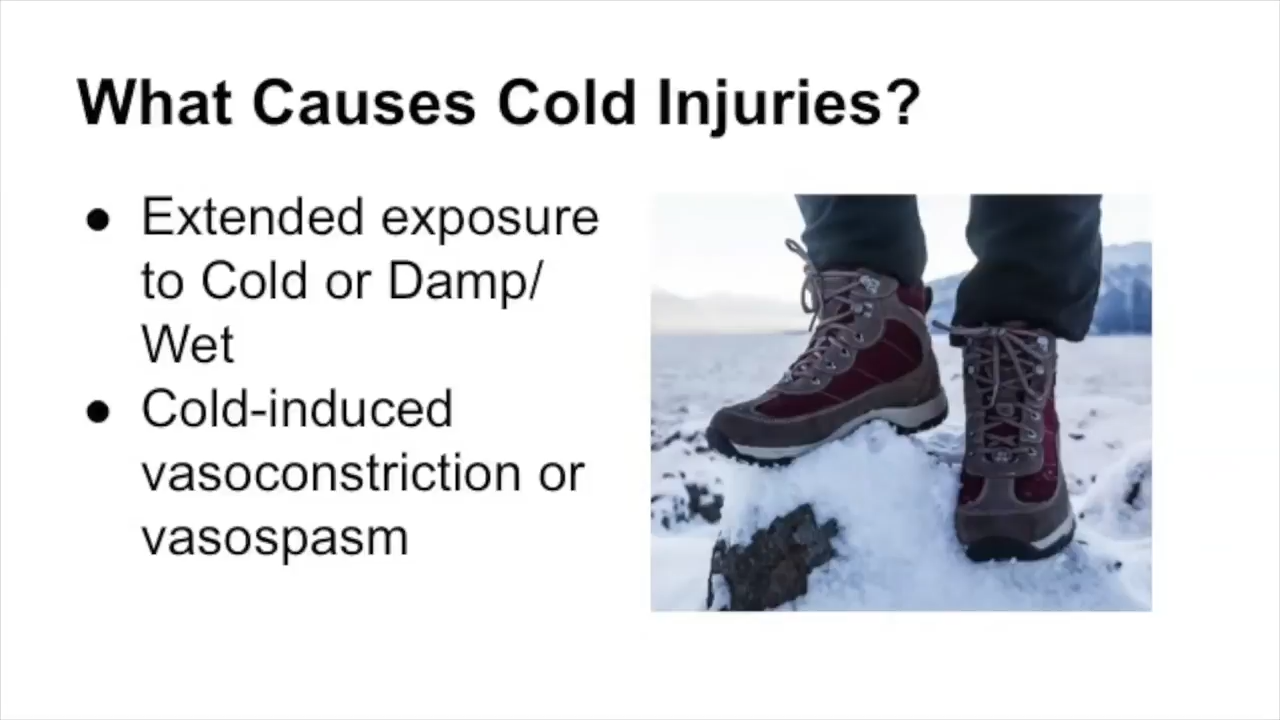 What Causes Cold Injuries?
● Extended exposure
to Cold or Damp/
Wet
● Cold-induced
vasoconstriction or
vasospasm